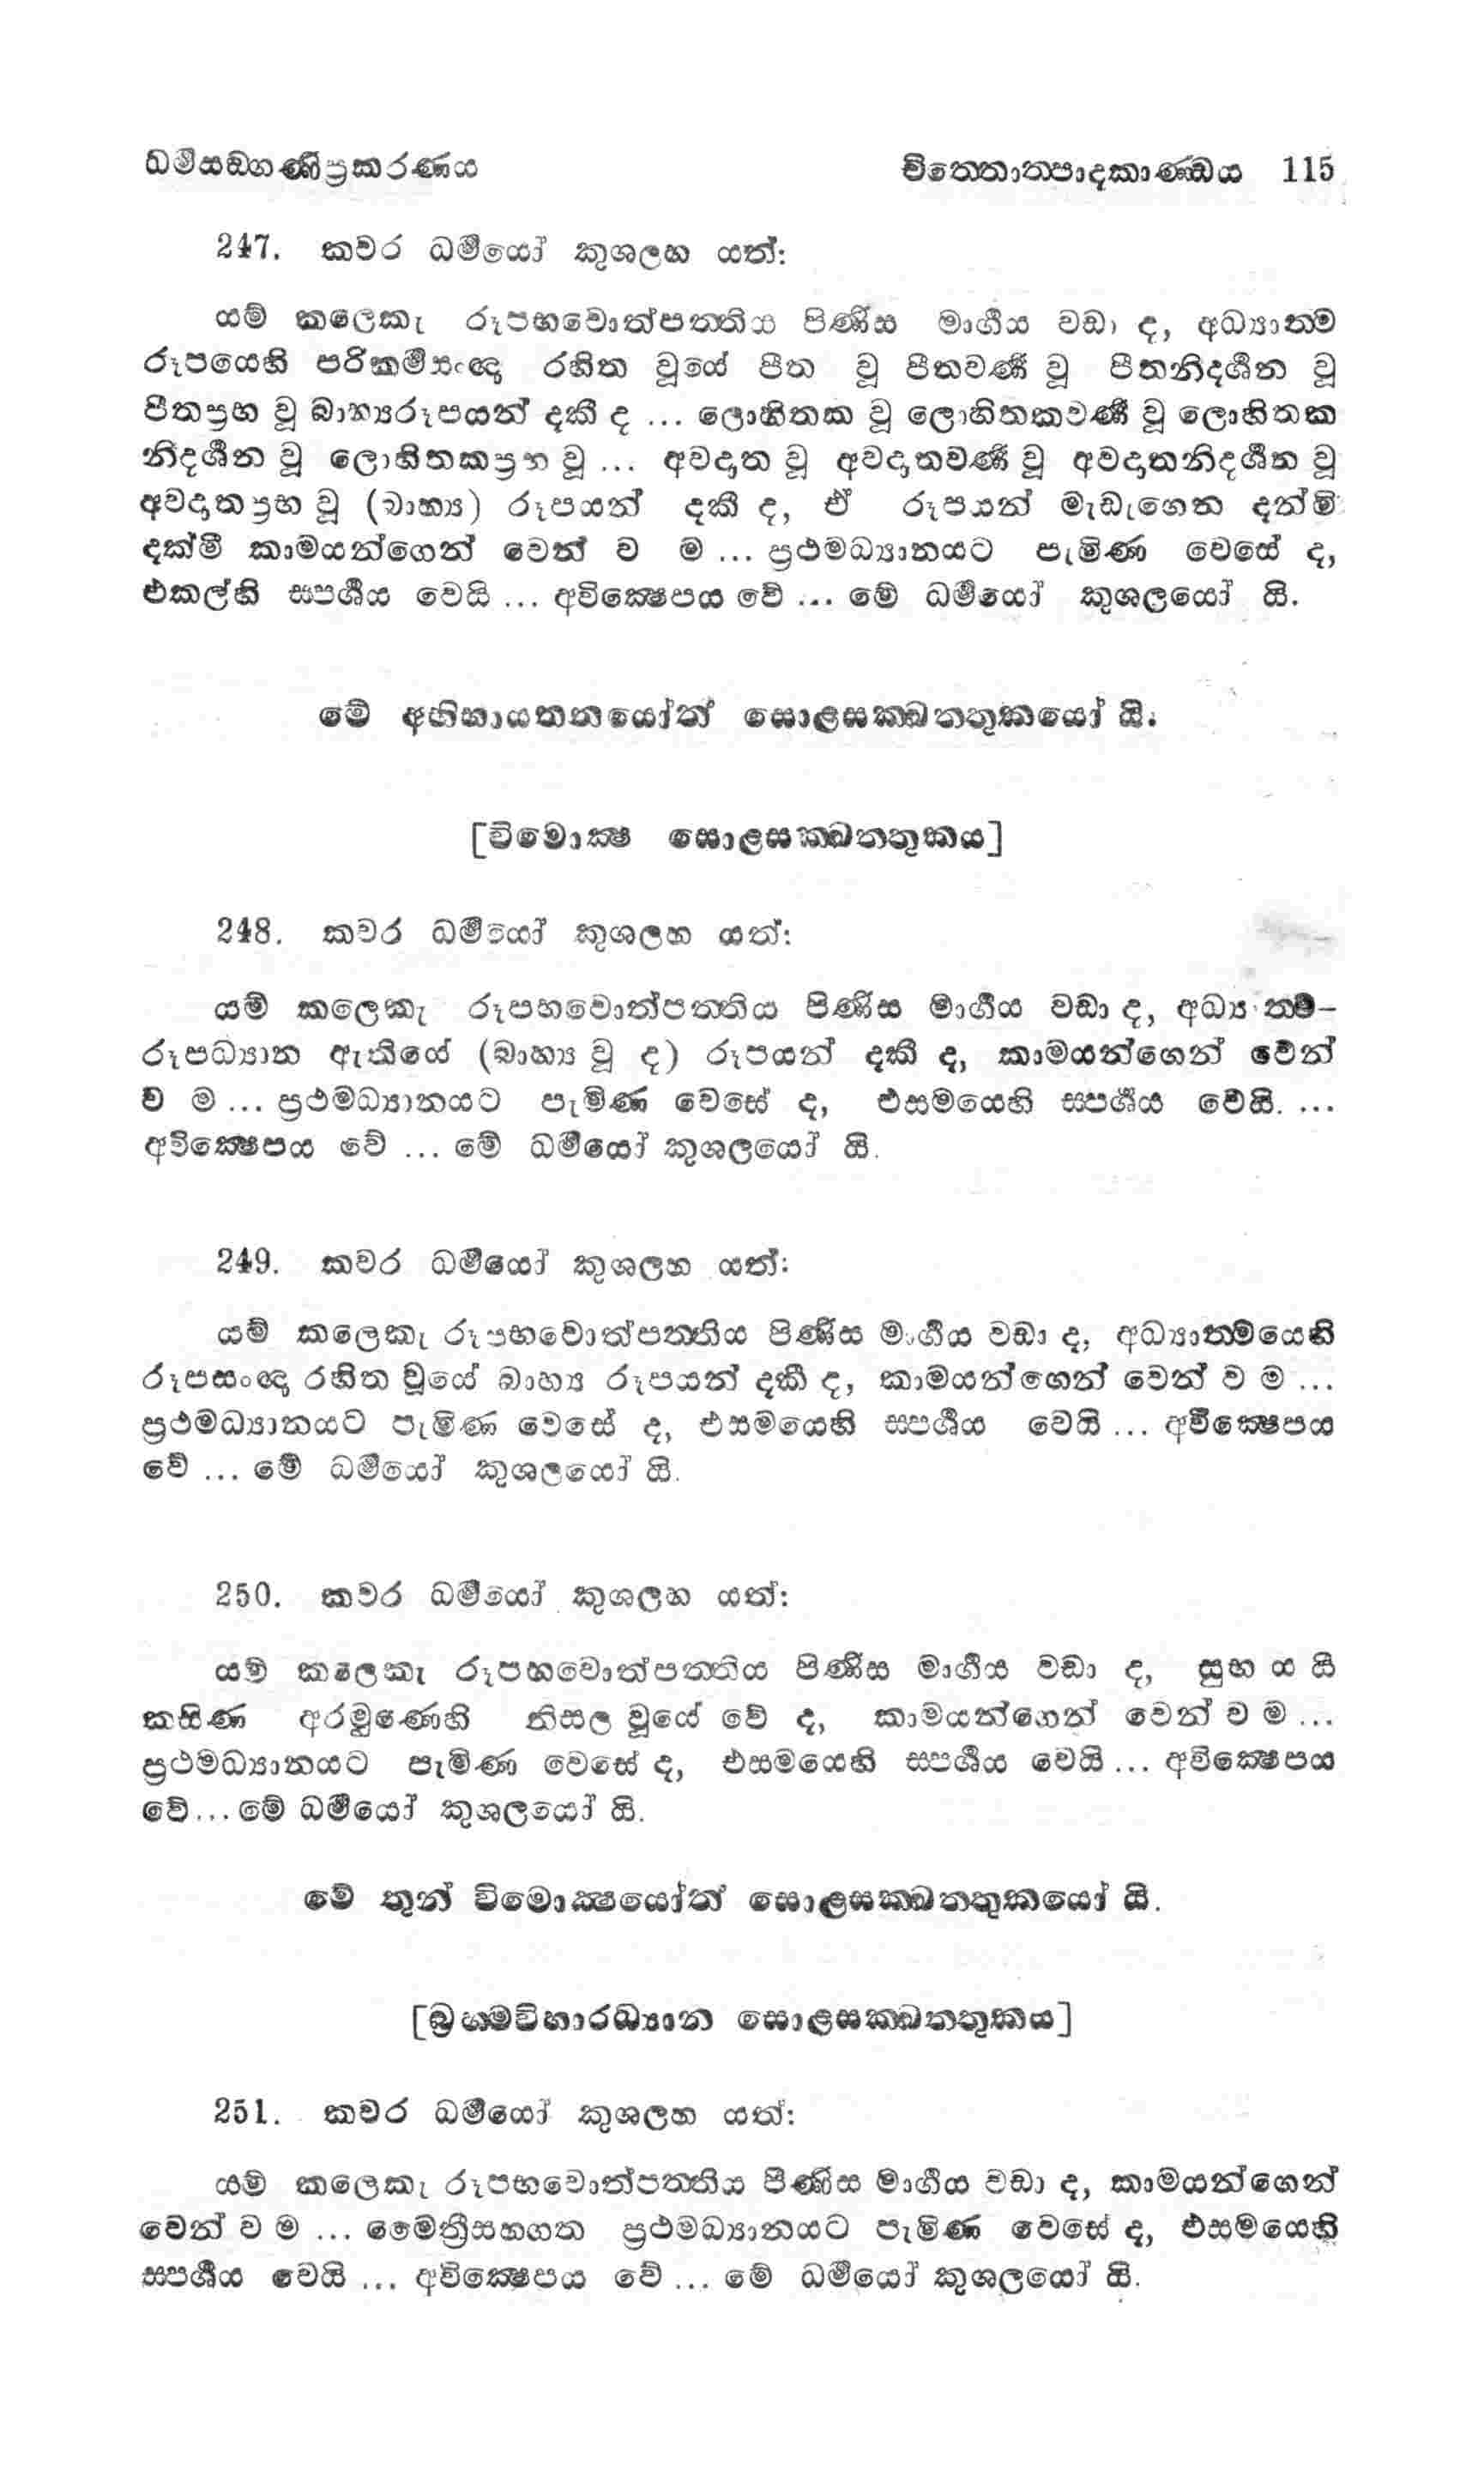 ධර්මසඞ්ගණීප්‍රකරණය චිත්තොත්පාදකාණ්ඩය 115
247. කවර ධර්මයෝ කුශලහ යත්:
යම් කලෙකැ රූපභවොත්පත්තිය පිණිස මාර්ගය වඩා ද, අධ්‍යාත්ම
රූපයෙහි පරිකර්මසංඥා රහිත වූයේ පීත වූ පීතවර්ණ වූ පීතනිදර්ශන වූ
පීතප්‍රභ වූ බාහ්‍යරූපයන් දකී ද ... ලොහිතක වූ ලොහිතකවර්ණ වූ ලොහිතක
නිදර්ශන වූ ලොහිතකප්‍රභ වූ ... අවදාත වූ අවදාතවර්ණ වූ අවදාතනිදර්ශන වූ
අවදාතප්‍රභ වූ (බාහ්‍ය) රූපයන් දකී ද, ඒ රූපයන් මැඩැගෙන දන්මි
දක්මී කාමයන්ගෙන් වෙන් ව ම ... ප්‍රථමධ්‍යානයට පැමිණ වෙසේ ද,
එකල්හි ස්පර්ශය වෙයි ... අවික්ෂෙපය වේ ... මේ ධර්මයෝ කුශලයෝ යි.
මේ අභිභායතනයෝත් සොළසක්ඛත්තුකයෝ යි.
[විමොක්ෂ සොළසක්ඛත්තුකය]
248. කවර ධර්මයෝ කුශලහ යත්:
යම් කලෙකැ රූපභවොත්පත්තිය පිණිස මාර්ගය වඩා ද, අධ්‍යාත්ම-
රූපධ්‍යාන ඇතියේ (බාහ්‍ය වූ ද) රූපයන් දකී ද, කාමයන්ගෙන් වෙන්
ව ම ... ප්‍රථමධ්‍යානයට පැමිණ වෙසේ ද, එසමයෙහි ස්පර්ශය වෙයි. ...
අවික්ෂෙපය වේ ... මේ ධර්මයෝ කුශලයෝ යි.
249. කවර ධර්මයෝ කුශලහ යත්:
යම් කලෙකැ රූපභවොත්පත්තිය පිණිස මාර්ගය වඩා ද, අධ්‍යාත්මයෙහි
රූපසංඥා රහිත වූයේ බාහ්‍ය රූපයන් දකී ද, කාමයන්ගෙන් වෙන් ව ම ...
ප්‍රථමධ්‍යානයට පැමිණ වෙසේ ද, එසමයෙහි ස්පර්ශය වෙයි ... අවික්ෂෙපය
වේ ... මේ ධර්මයෝ කුශලයෝ යි.
250. කවර ධර්මයෝ කුශලහ යත්:
යම් කලෙකැ රූපභවොත්පත්තිය පිණිස මාර්ගය වඩා ද, සුභ ය යි
කසිණ අරමුණෙහි නිසල වූයේ වේ ද, කාමයන්ගෙන් වෙන් ව ම ...
ප්‍රථමධ්‍යානයට පැමිණ වෙසේ ද, එසමයෙහි ස්පර්ශය වෙයි ... අවික්ෂෙපය
වේ ... මේ ධර්මයෝ කුශලයෝ යි.
මේ තුන් විමොක්ෂයෝත් සොළසක්ඛත්තුකයෝ යි.
[බ්‍රහ්මවිහාරධ්‍යාන සොළසක්ඛත්තුකය]
251. කවර ධර්මයෝ කුශලහ යත්:
යම් කලෙකැ රූපභවොත්පත්තිය පිණිස මාර්ගය වඩා ද, කාමයන්ගෙන්
වෙන් ව ම ... මෛත්‍රීසහගත ප්‍රථමධ්‍යානයට පැමිණ වෙසේ ද, එසමයෙහි
ස්පර්ශය වෙයි ... අවික්ෂෙපය වේ ... මේ ධර්මයෝ කුශලයෝ යි.